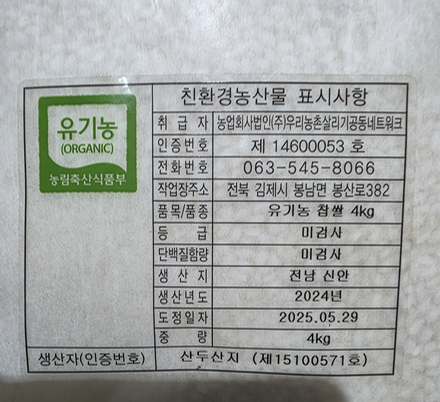 유기농
(ORGANIC)
농림축산식품부
친환경농산물 표시사항
취 급 자 농업회사법인(주)우리농촌살리기공동네트워크
인증번호 제 14600053 호
전화번호 063-545-8066
작업장주소 전북 김제시 봉남면 봉산로382
품목/품종 유기농 찹쌀 4kg
등 급 미검사
단백질함량 미검사
생 산 지 전남 신안
생산년도 2024년
도정일자 2025.05.29
중 량 4kg
생산자(인증번호) 산두산지 (제15100571호)